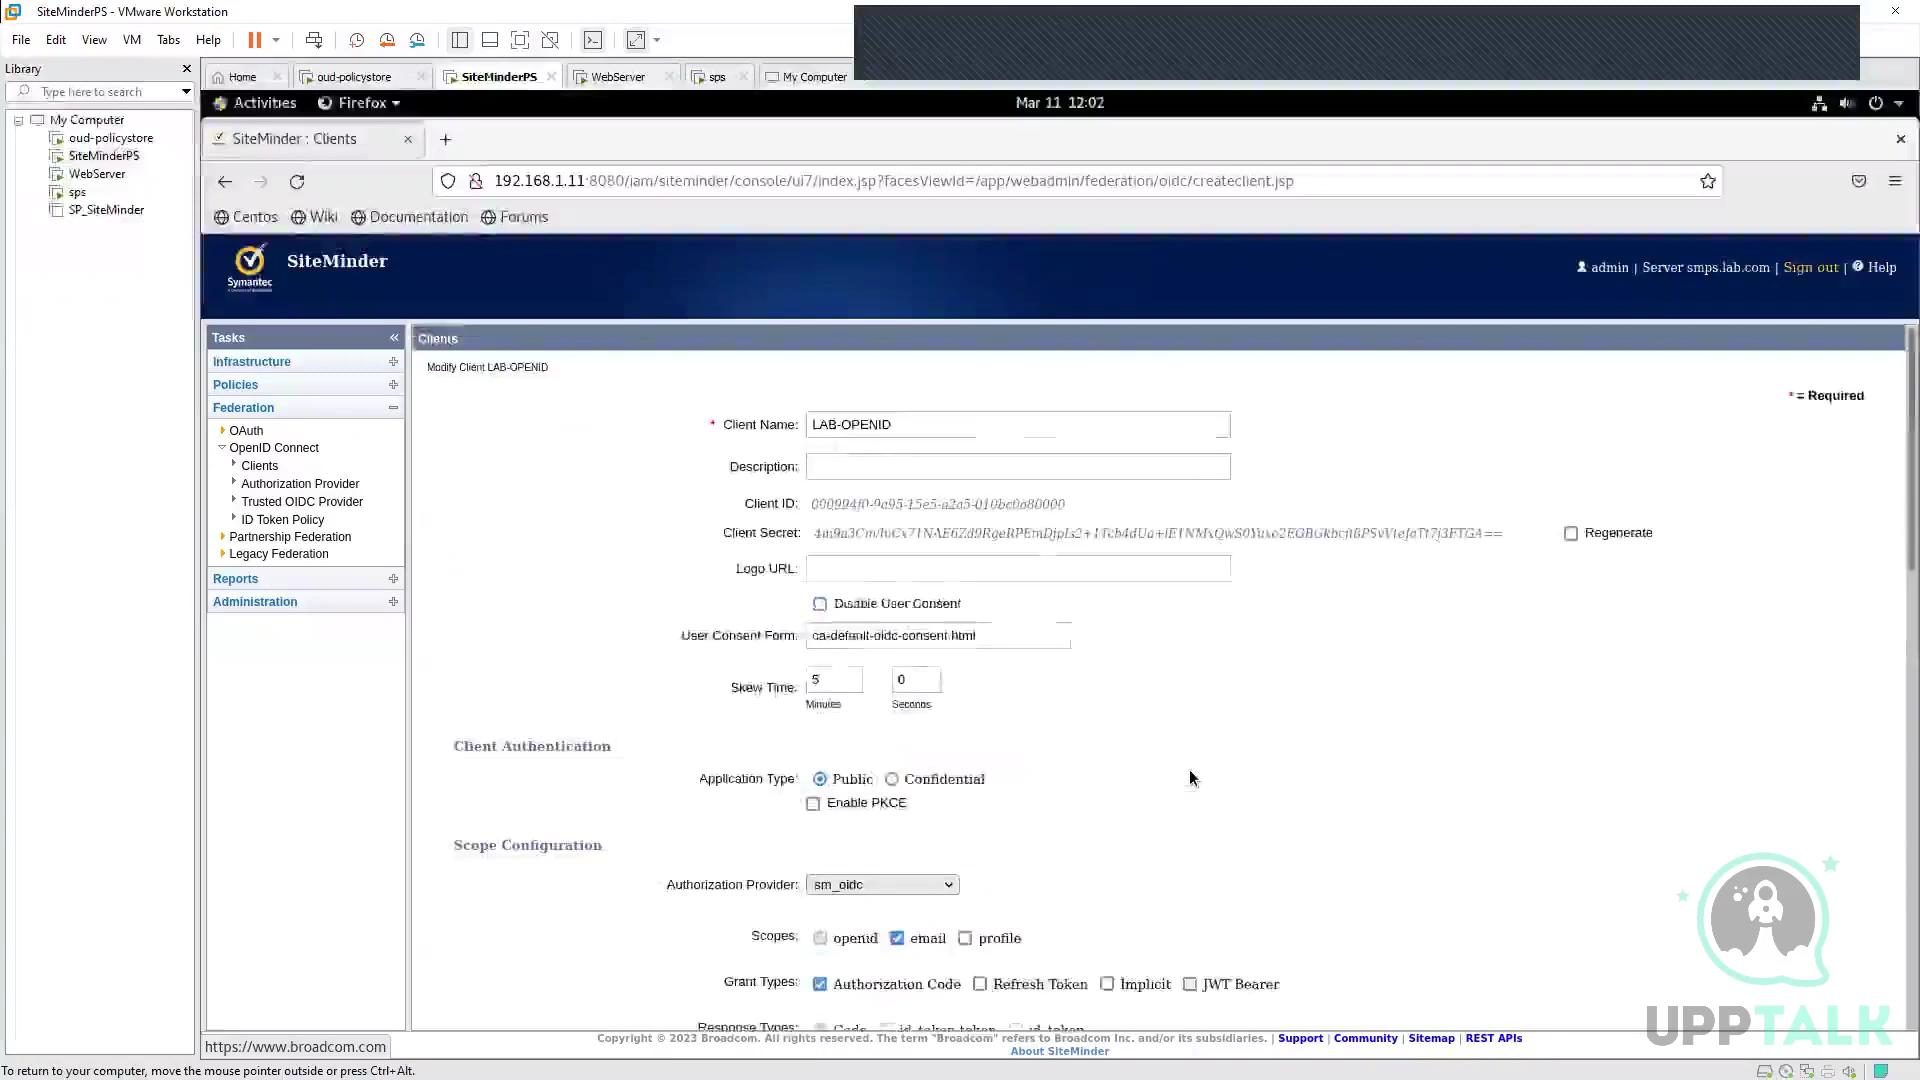 SiteMinderPS - VMware Workstation
File Edit View VM Tabs Help
Library
Type here to search
My Computer
oud-policystore
SiteMinderPS
WebServer
sps
SP_SiteMinder
Home oud-policystore SiteMinderPS WebServer sps My Computer
Activities Firefox Mar 11 12:02
SiteMinder : Clients
192.168.1.11:8080/iam/siteminder/console/ui7/index.jsp?facesViewId=/app/webadmin/federation/oidc/createclient.jsp
Centos Wiki Documentation Forums
Symantec
SiteMinder
admin | Server smps.lab.com | Sign out | Help
Tasks
Infrastructure
Policies
Federation
OAuth
OpenID Connect
Clients
Authorization Provider
Trusted OIDC Provider
ID Token Policy
Partnership Federation
Legacy Federation
Reports
Administration
Clients
Modify Client LAB-OPENID
* = Required
* Client Name: LAB-OPENID
Description:
Client ID:
Client Secret: Regenerate
Logo URL:
Disable User Consent
User Consent Form: ca-default-oidc-consent.html
Skew Time: 5 0
Minutes Seconds
Client Authentication
Application Type: Public Confidential
Enable PKCE
Scope Configuration
Authorization Provider: sm_oidc
Scopes: openid email profile
Grant Types: Authorization Code Refresh Token Implicit JWT Bearer
Response Types: Code id_token token id_token
Copyright © 2023 Broadcom. All rights reserved. The term "Broadcom" refers to Broadcom Inc. and/or its subsidiaries. | Support | Community | Sitemap | REST APIs
About SiteMinder
https://www.broadcom.com
To return to your computer, move the mouse pointer outside or press Ctrl+Alt.
UPPTALK